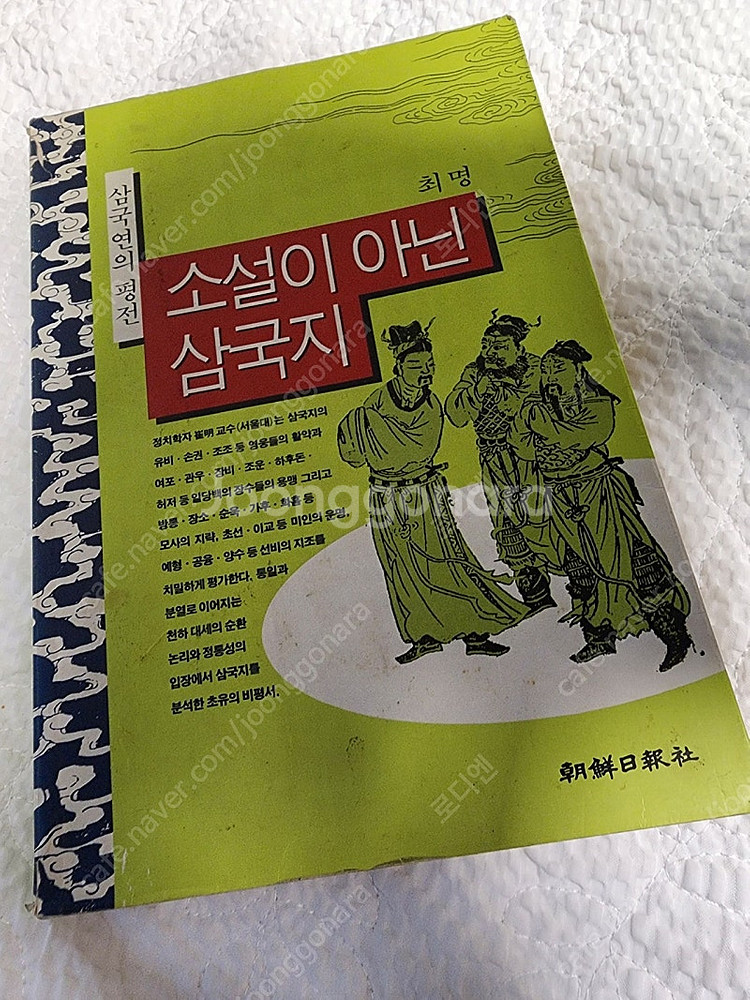 최명
삼국연의 평전
소설이 아닌
삼국지
정치학자 崔明 교수(서울대)는 삼국지의
유비·손권·조조 등 영웅들의 활약과
여포·관우·장비·조운·하후돈·
허저 등 일당백의 장수들의 용맹 그리고
방통·장소·순욱·가후·화흠 등
모사의 지략, 초선·이교 등 미인의 운명,
예형·공융·양수 등 선비의 지조를
치밀하게 평가한다. 통일과
분열로 이어지는
천하 대세의 순환
논리와 정통성의
입장에서 삼국지를
분석한 초유의 비평서.
朝鮮日報社
Joonggonara
cafe.naver.com/joonggonara
로디엔